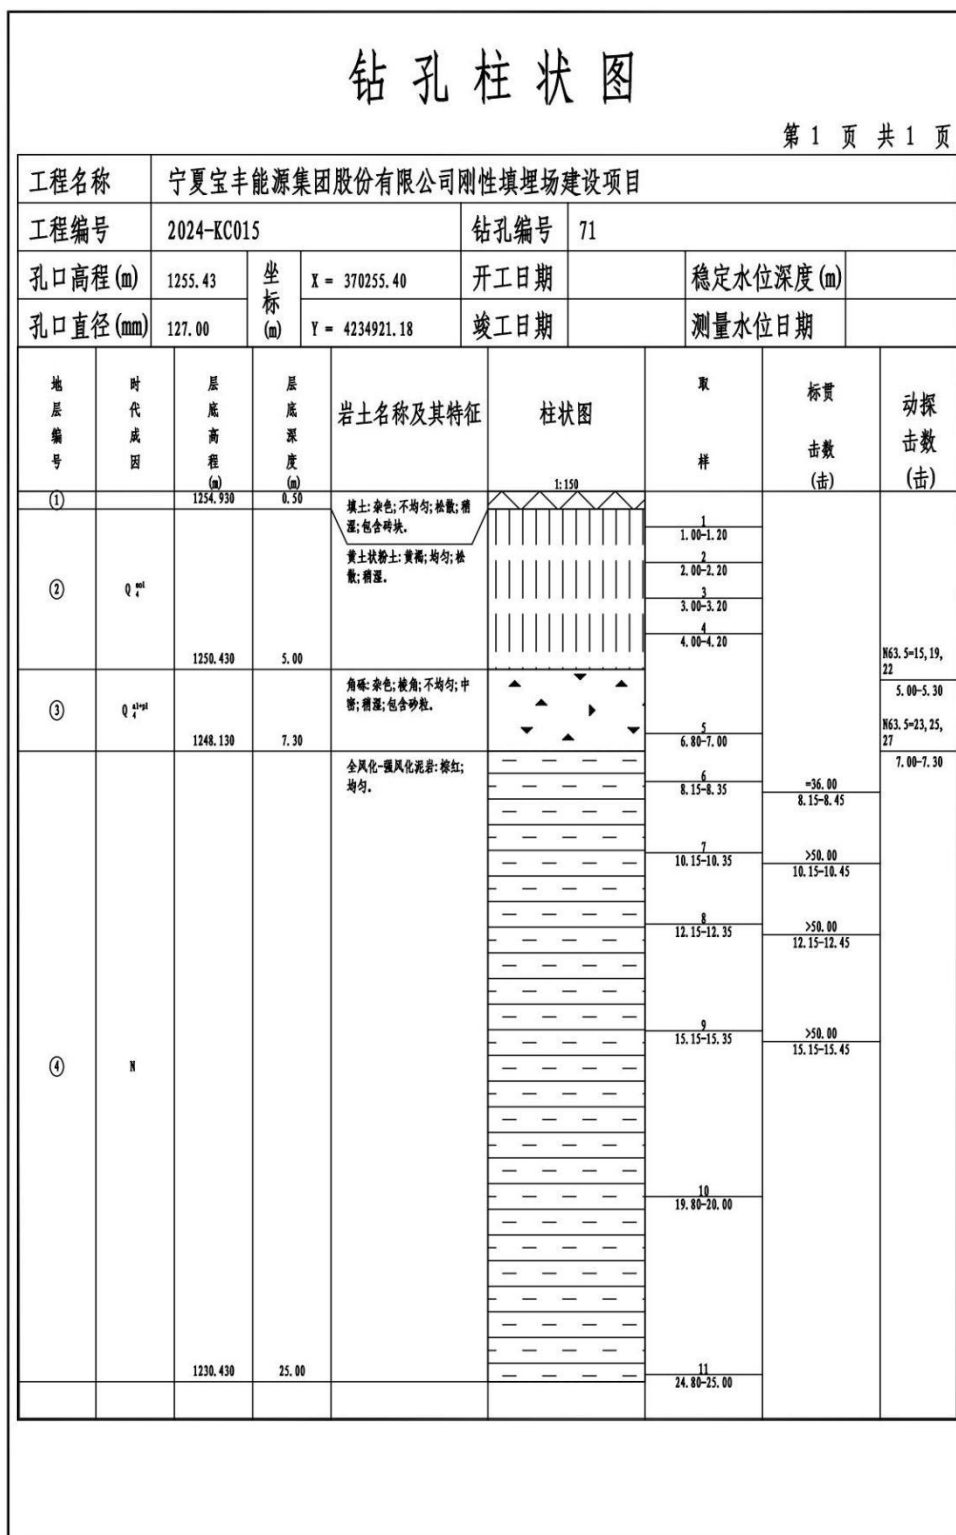 钻孔柱状图
第 1 页 共 1 页
工程名称 宁夏宝丰能源集团股份有限公司刚性填埋场建设项目
工程编号 2024-KC015 钻孔编号 71
孔口高程(m) 1255.43 坐标(m) X = 370255.40 开工日期 稳定水位深度(m)
孔口直径(mm) 127.00 Y = 4234921.18 竣工日期 测量水位日期
地层编号 时代成因 层底高程(m) 层底深度(m) 岩土名称及其特征 柱状图 取样 标贯击数(击) 动探击数(击)
1:150
① 1254.930 0.50
填土:杂色;不均匀;松散;稍
湿;包含砖块。
黄土状粉土:黄褐;均匀;松
散;稍湿。
② Q4eol
1250.430 5.00
角砾:杂色;棱角;不均匀;中
密;稍湿;包含砂粒。
③ Q4al+pl
1248.130 7.30
全风化-强风化泥岩:棕红;
均匀。
④ N
1230.430 25.00
1
1.00-1.20
2
2.00-2.20
3
3.00-3.20
4
4.00-4.20
5
6.80-7.00
6
8.15-8.35
7
10.15-10.35
8
12.15-12.35
9
15.15-15.35
10
19.80-20.00
11
24.80-25.00
=36.00
8.15-8.45
>50.00
10.15-10.45
>50.00
12.15-12.45
>50.00
15.15-15.45
N63.5=15,19,
22
5.00-5.30
N63.5=23,25,
27
7.00-7.30